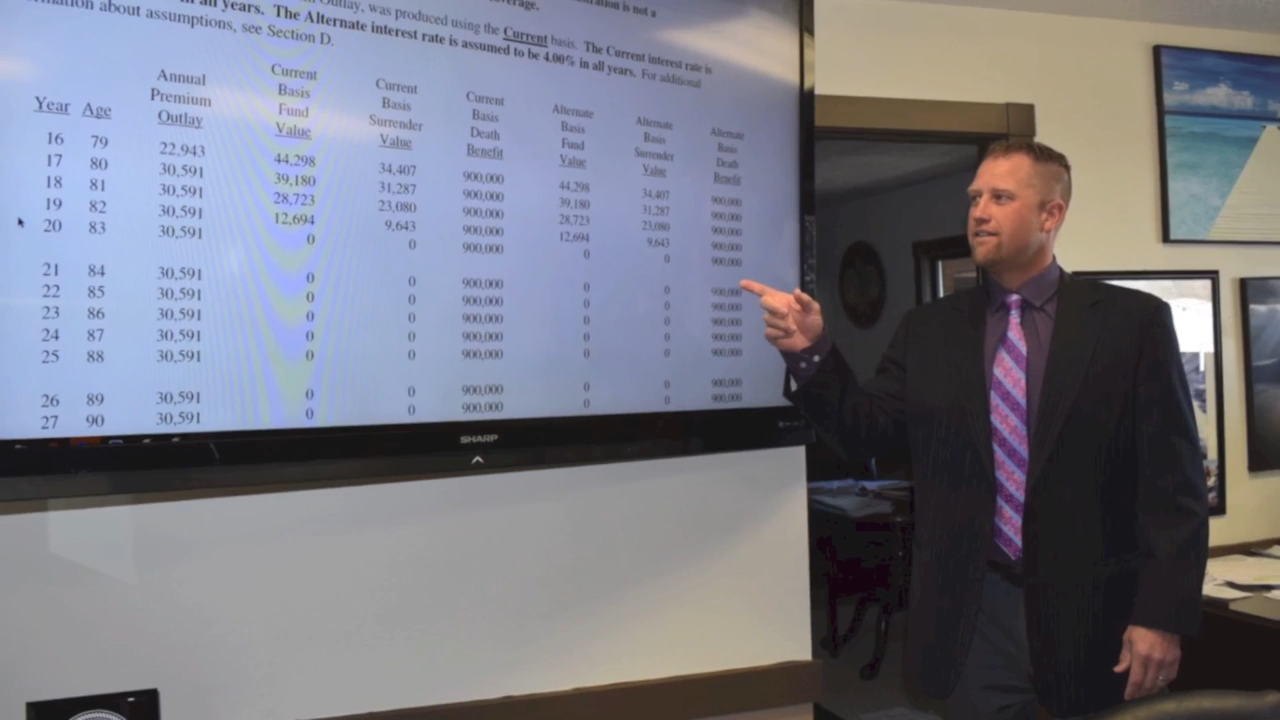 erage.
tration is not a
Outlay, was produced using the Current basis. The Current interest rate is
in all years. The Alternate interest rate is assumed to be 4.00% in all years. For additional
rmation about assumptions, see Section D.
Year Age Annual Premium Outlay Current Basis Fund Value Current Basis Surrender Value Current Basis Death Benefit Alternate Basis Fund Value Alternate Basis Surrender Value Alternate Basis Death Benefit
16 79 22,943 44,298 34,407 900,000 44,298 34,407 900,000
17 80 30,591 39,180 31,287 900,000 39,180 31,287 900,000
18 81 30,591 28,723 23,080 900,000 28,723 23,080 900,000
19 82 30,591 12,694 9,643 900,000 12,694 9,643 900,000
20 83 30,591 0 0 900,000 0 0 900,000
21 84 30,591 0 0 900,000 0 0 900,000
22 85 30,591 0 0 900,000 0 0 900,000
23 86 30,591 0 0 900,000 0 0 900,000
24 87 30,591 0 0 900,000 0 0 900,000
25 88 30,591 0 0 900,000 0 0 900,000
26 89 30,591 0 0 900,000 0 0 900,000
27 90 30,591 0 0 900,000 0 0 900,000
SHARP